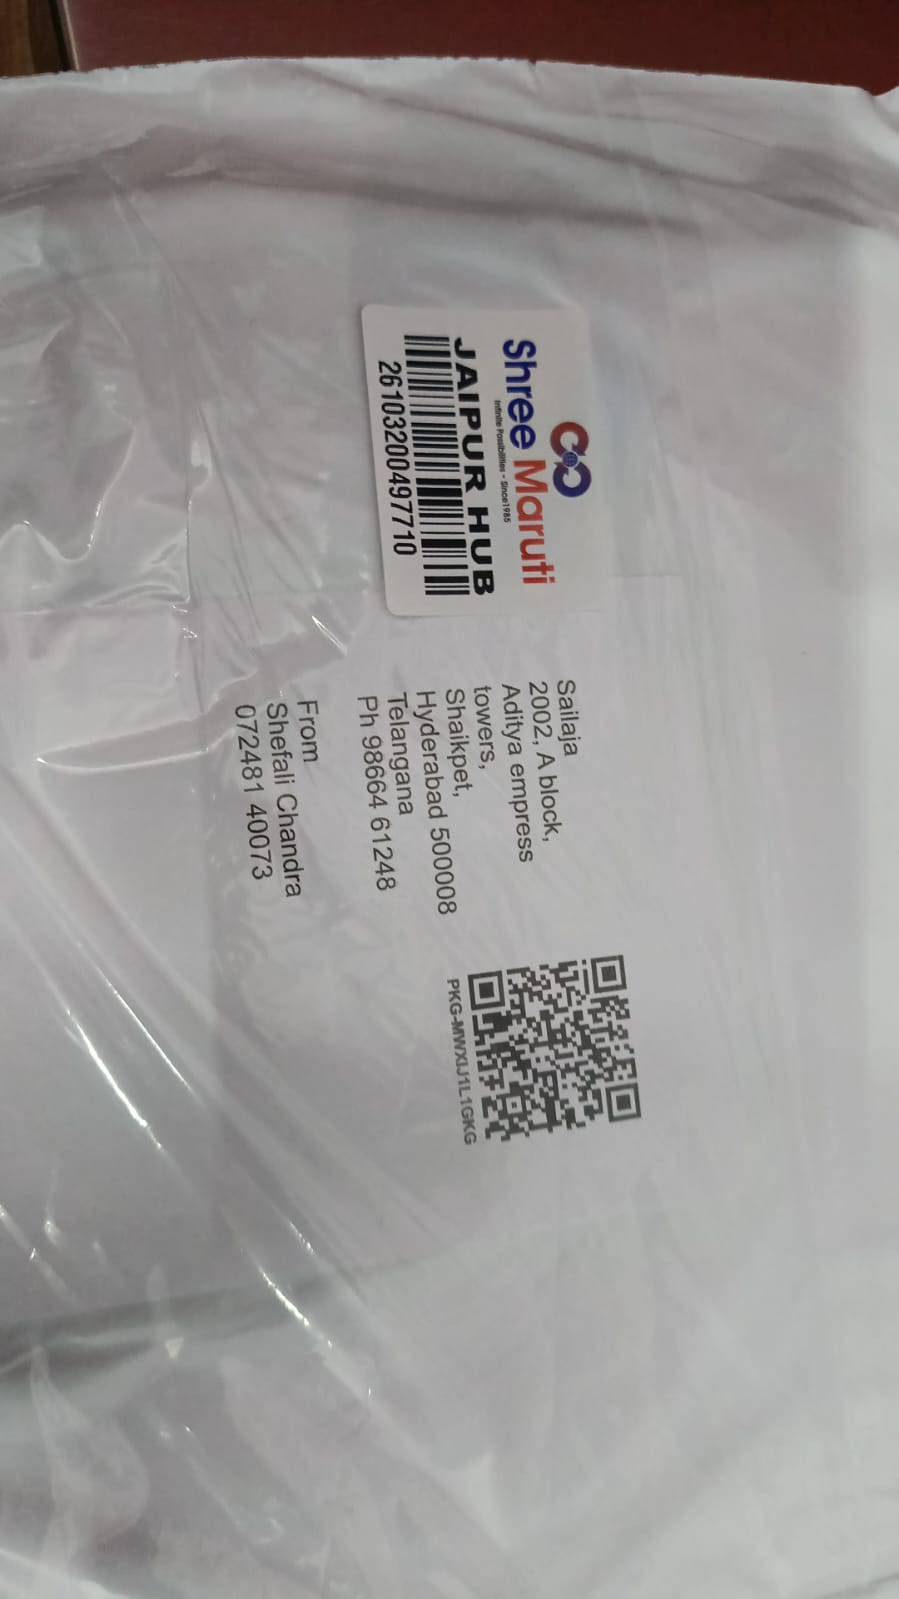 Shree Maruti
Infinite Possibilities - Since1985
JAIPUR HUB
26103200497710
Sailaja
2002, A block,
Aditya empress
towers,
Shaikpet,
Hyderabad 500008
Telangana
Ph 98664 61248
From
Shefali Chandra
072481 40073
PKG-MWXIJ1L1GKG